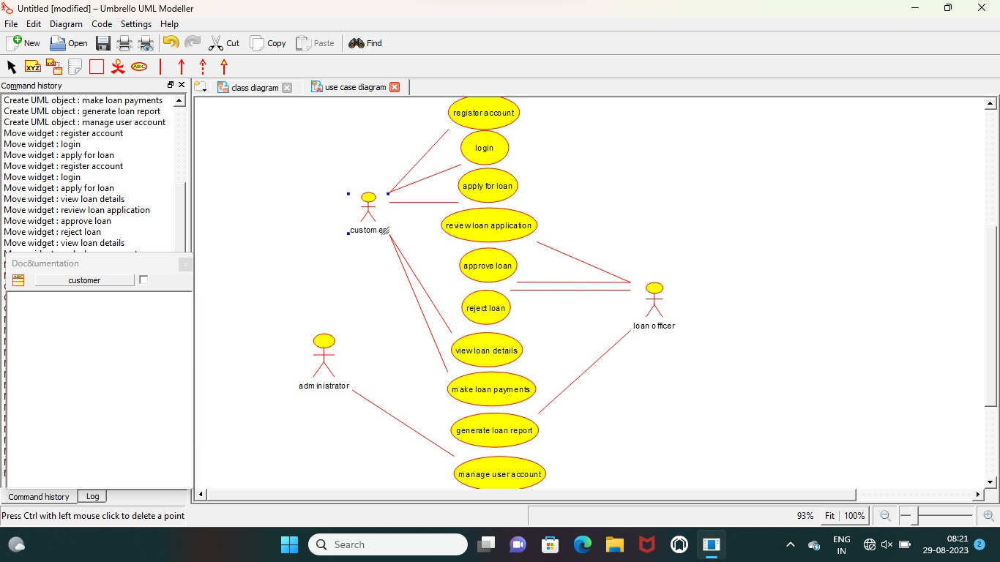 Untitled [modified] – Umbrello UML Modeller
File Edit Diagram Code Settings Help
New Open Cut Copy Paste Find
XYZ XYZ ABC
Command history
class diagram use case diagram
Create UML object : make loan payments
Create UML object : generate loan report
Create UML object : manage user account
Move widget : register account
Move widget : login
Move widget : apply for loan
Move widget : register account
Move widget : login
Move widget : apply for loan
Move widget : view loan details
Move widget : review loan application
Move widget : approve loan
Move widget : reject loan
Move widget : view loan details
Doc&umentation
ABC customer
register account
login
apply for loan
customer
review loan application
approve loan
reject loan
loan officer
view loan details
administrator
make loan payments
generate loan report
manage user account
Command history Log
Press Ctrl with left mouse click to delete a point
93% Fit 100%
Search
ENG
IN
08:21
29-08-2023
2